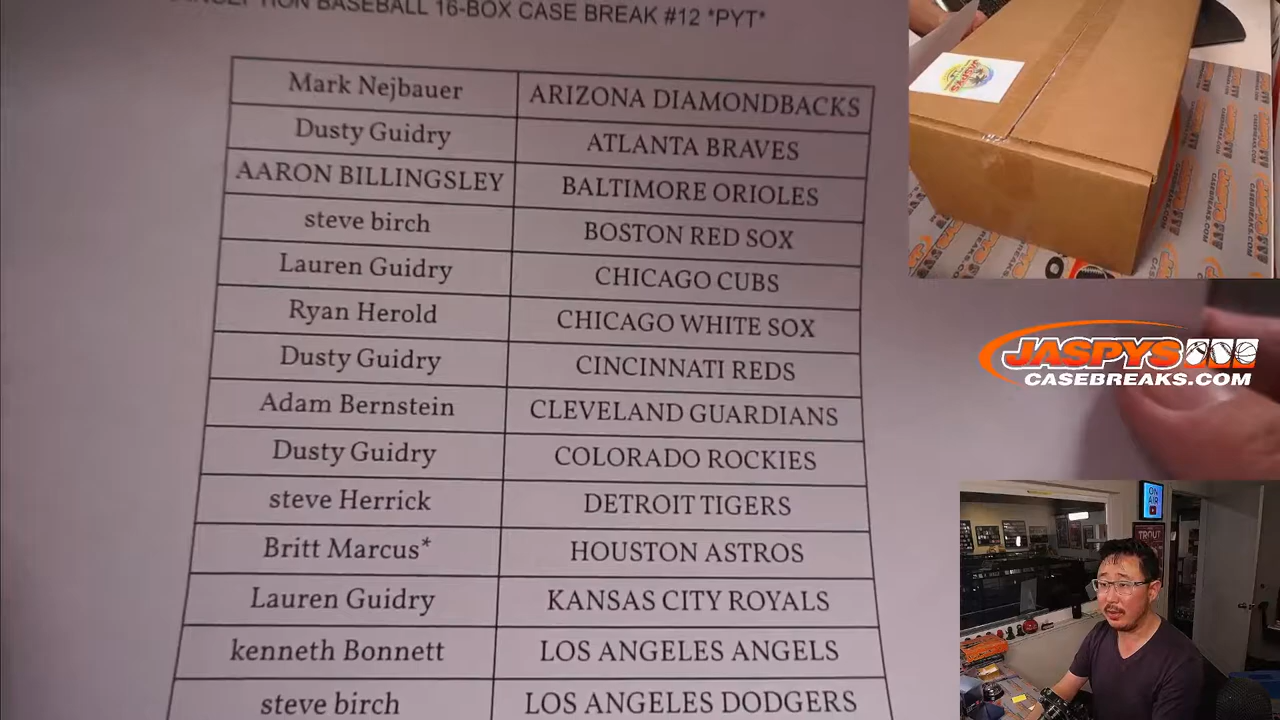 BASEBALL 16-BOX CASE BREAK #12 *PYT*
Mark Nejbauer ARIZONA DIAMONDBACKS
Dusty Guidry ATLANTA BRAVES
AARON BILLINGSLEY BALTIMORE ORIOLES
steve birch BOSTON RED SOX
Lauren Guidry CHICAGO CUBS
Ryan Herold CHICAGO WHITE SOX
Dusty Guidry CINCINNATI REDS
Adam Bernstein CLEVELAND GUARDIANS
Dusty Guidry COLORADO ROCKIES
steve Herrick DETROIT TIGERS
Britt Marcus* HOUSTON ASTROS
Lauren Guidry KANSAS CITY ROYALS
kenneth Bonnett LOS ANGELES ANGELS
steve birch LOS ANGELES DODGERS
JASPYS
CASEBREAKS.COM
ON
AIR
TROUT